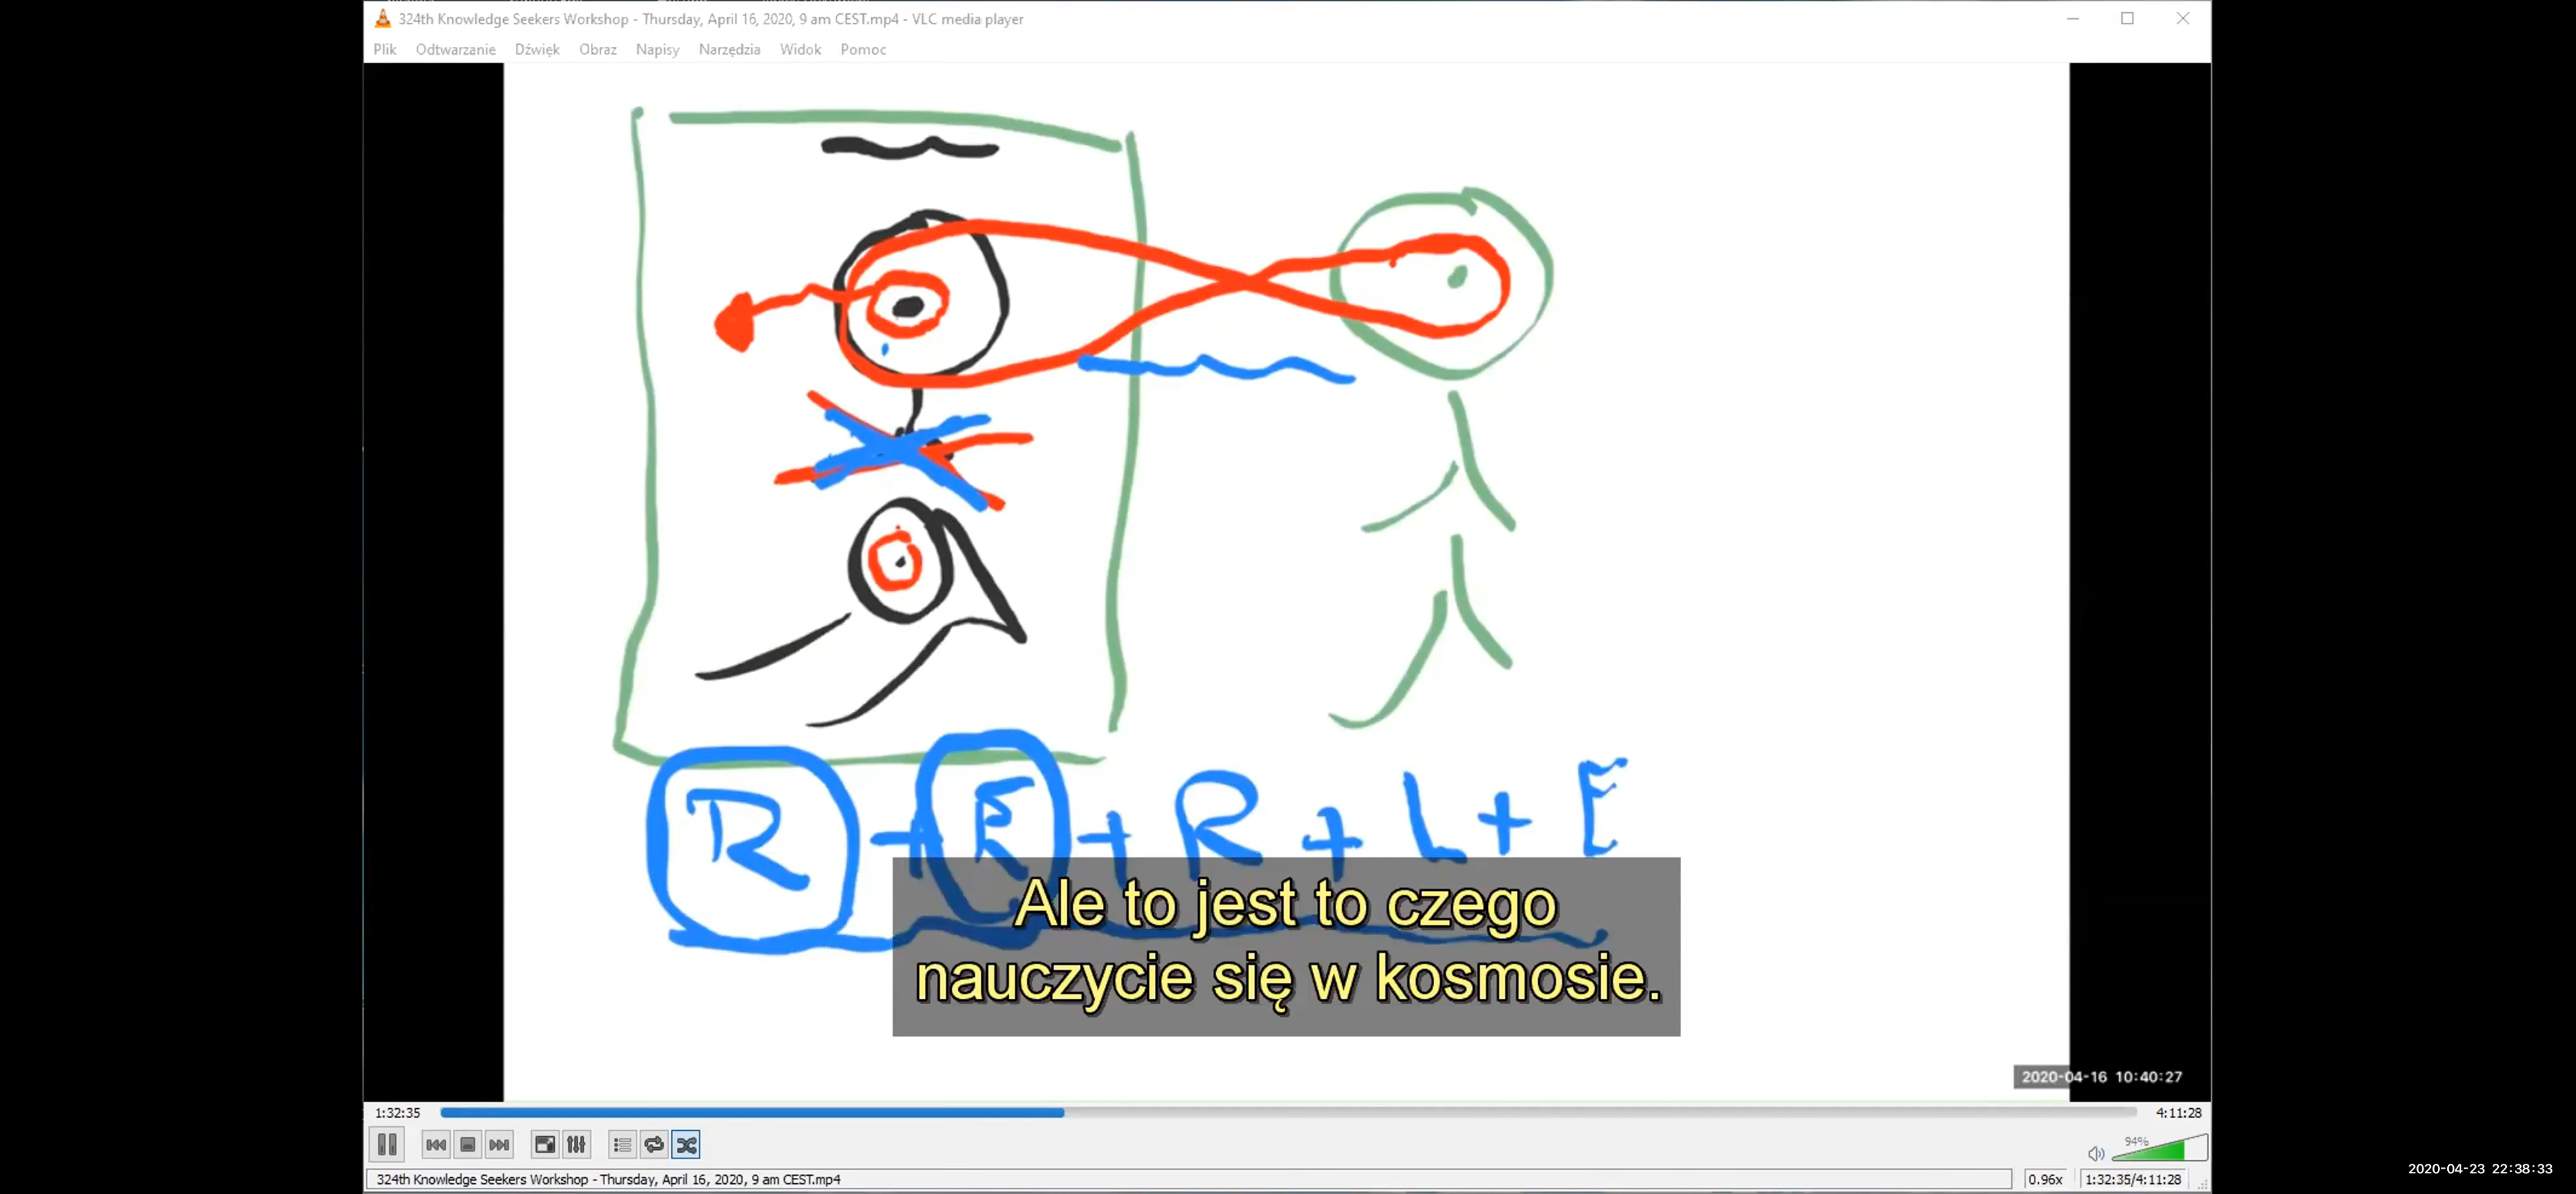 324th Knowledge Seekers Workshop - Thursday, April 16, 2020, 9 am CEST.mp4 - VLC media player
Plik Odtwarzanie Dźwięk Obraz Napisy Narzędzia Widok Pomoc
R + E + R + L + E
Ale to jest to czego
nauczycie się w kosmosie.
2020-04-16 10:40:27
1:32:35 4:11:28
94%
324th Knowledge Seekers Workshop - Thursday, April 16, 2020, 9 am CEST.mp4 0.96x 1:32:35/4:11:28
2020-04-23 22:38:33